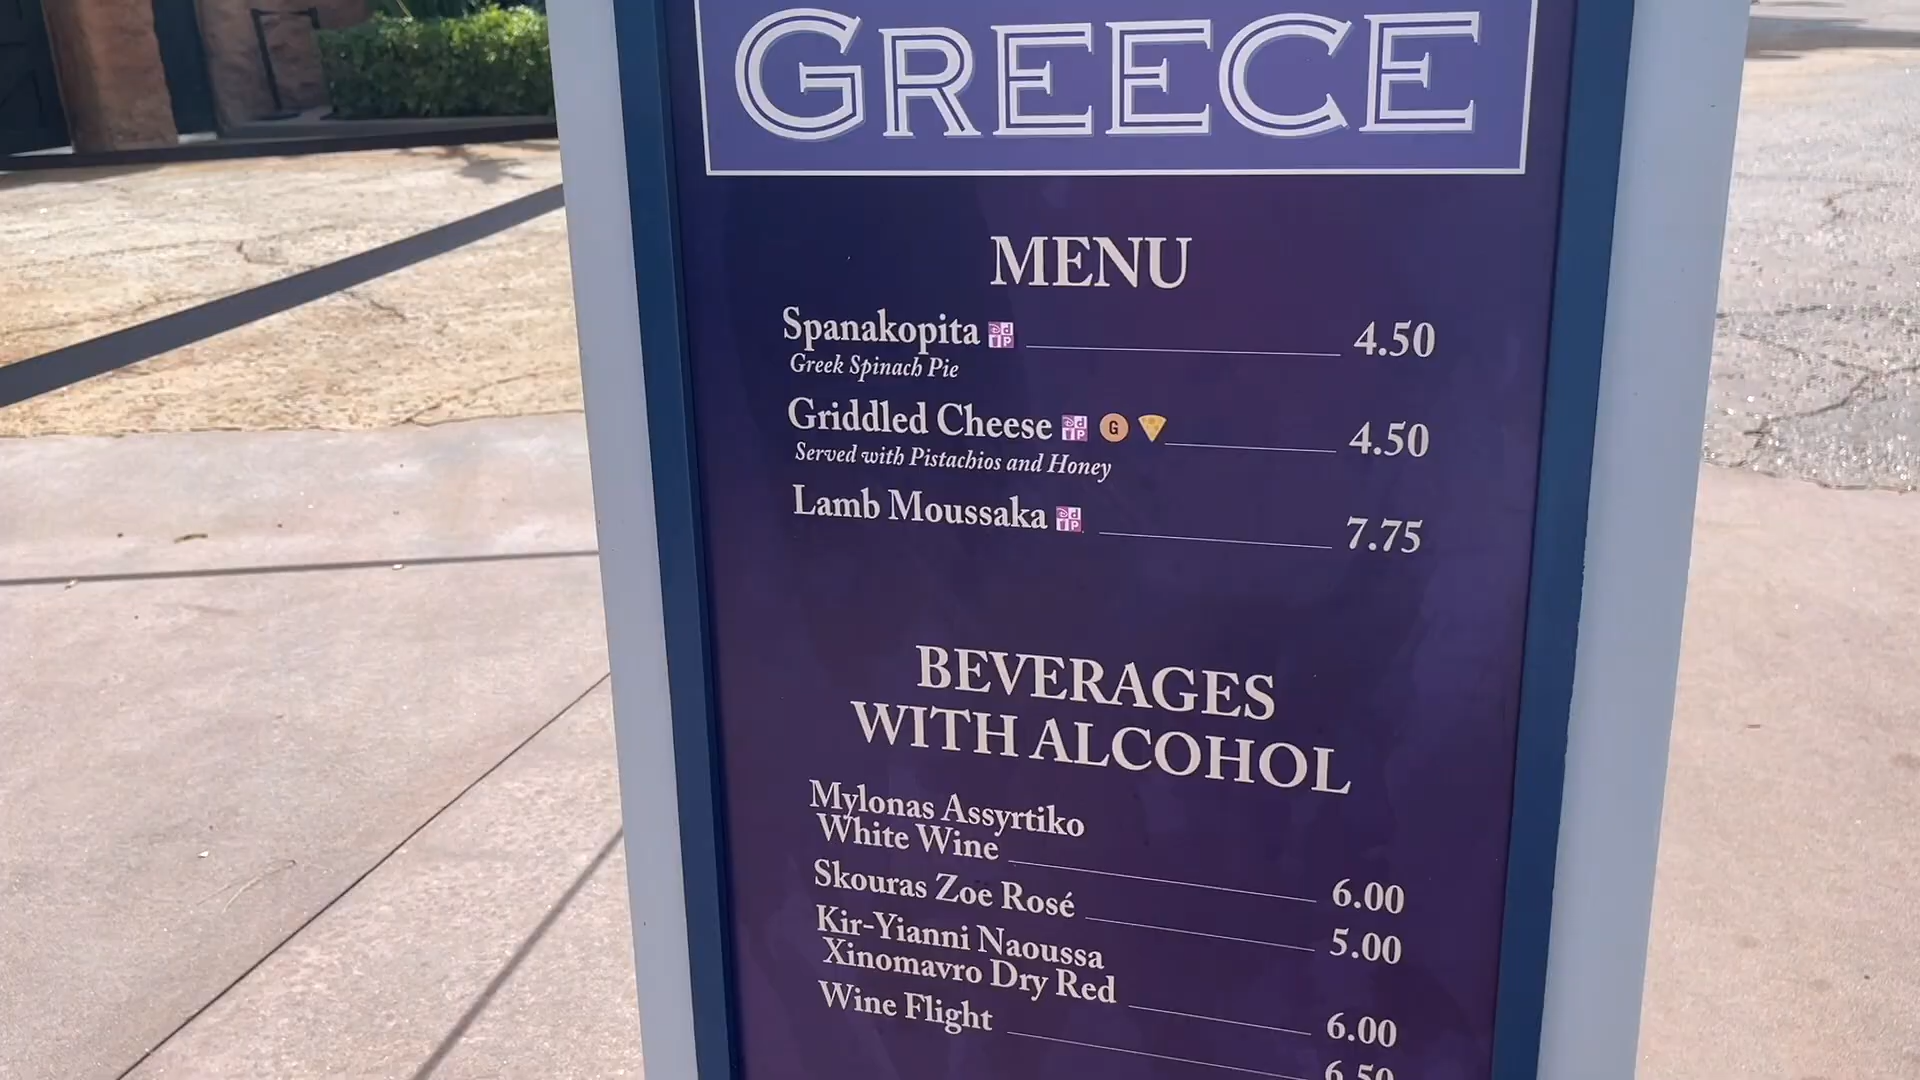 GREECE
MENU
Spanakopita 4.50
Greek Spinach Pie
Griddled Cheese G 4.50
Served with Pistachios and Honey
Lamb Moussaka 7.75
BEVERAGES
WITH ALCOHOL
Mylonas Assyrtiko
White Wine 6.00
Skouras Zoe Rosé 5.00
Kir-Yianni Naoussa
Xinomavro Dry Red 6.00
Wine Flight 6.50